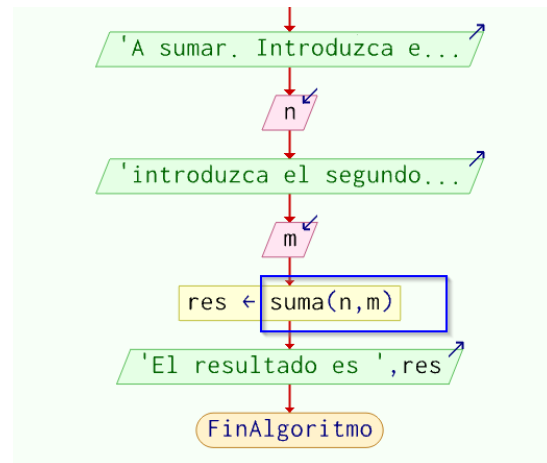 'A sumar. Introduzca e...
n
'introduzca el segundo...
m
res ← suma(n,m)
'El resultado es ',res
FinAlgoritmo